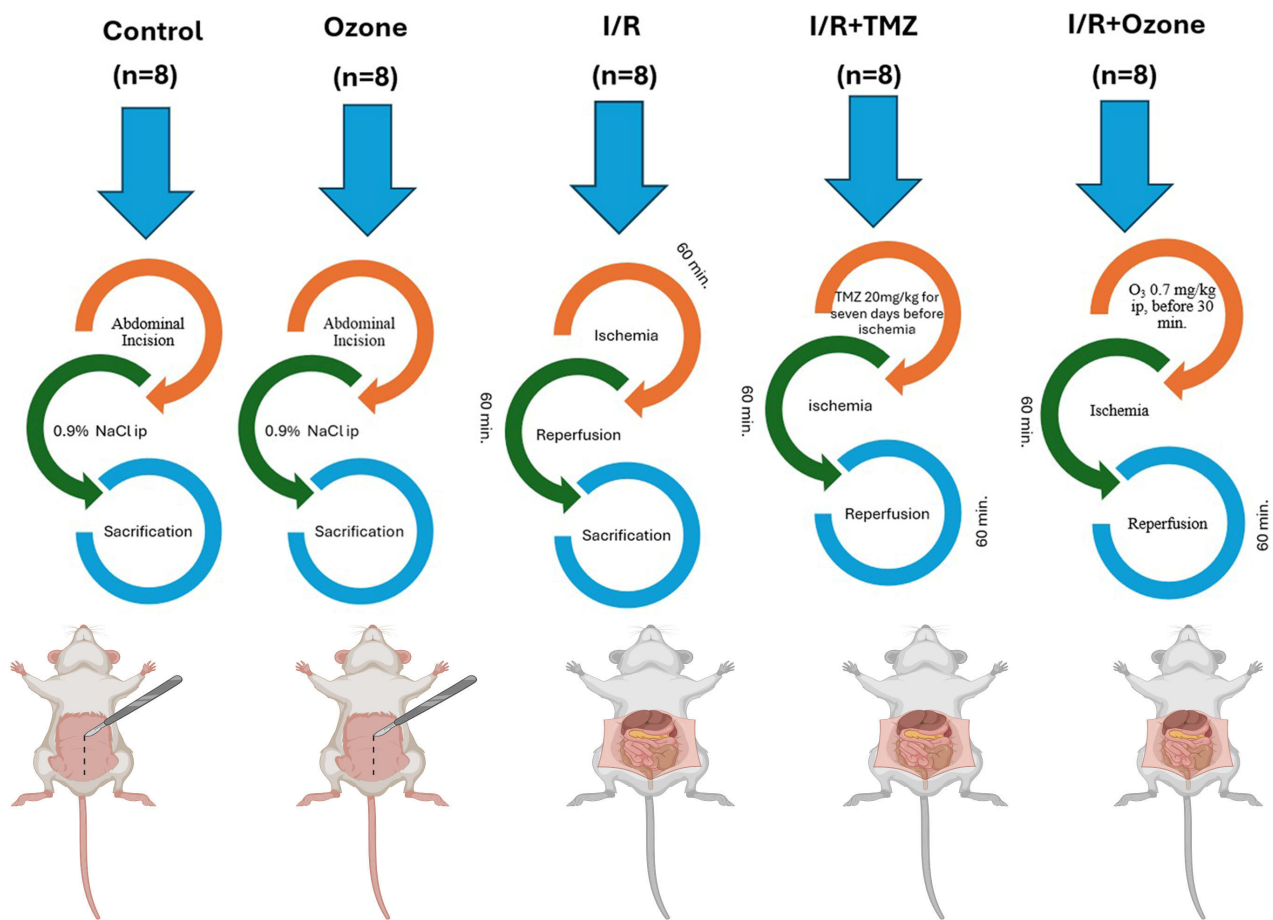 Control
(n=8)
Abdominal
Incision
0.9% NaCl ip
Sacrification
Ozone
(n=8)
Abdominal
Incision
0.9% NaCl ip
Sacrification
I/R
(n=8)
60 min.
Ischemia
60 min.
Reperfusion
Sacrification
I/R+TMZ
(n=8)
TMZ 20mg/kg for
seven days before
ischemia
60 min.
ischemia
Reperfusion
60 min.
I/R+Ozone
(n=8)
O₃ 0.7 mg/kg
ip, before 30
min.
60 min.
Ischemia
Reperfusion
60 min.